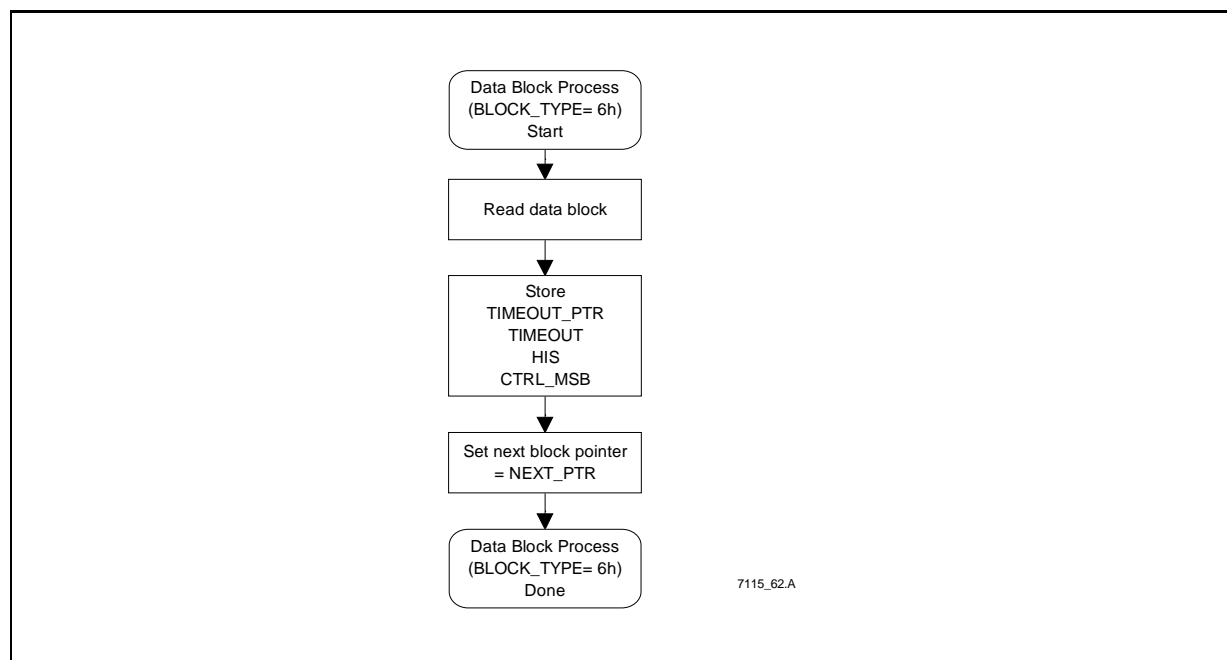 Data Block Process
(BLOCK_TYPE= 6h)
Start
Read data block
Store
TIMEOUT_PTR
TIMEOUT
HIS
CTRL_MSB
Set next block pointer
= NEXT_PTR
Data Block Process
(BLOCK_TYPE= 6h)
Done
7115_62.A